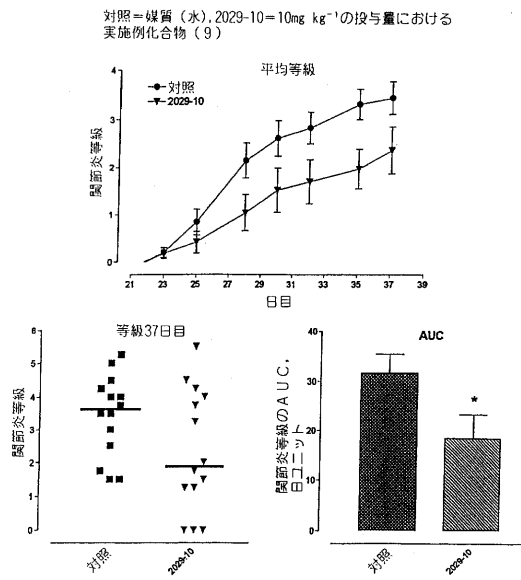 対照＝媒質（水）,2029-10＝10mg kg⁻¹の投与量における
実施例化合物（9）
平均等級
対照
2029-10
関節炎等級
4
3
2
1
0
21 23 25 28 30 32 35 37 39
日目
等級37日目
関節炎等級
6
5
4
3
2
1
0
対照
2029-10
AUC
関節炎等級のAUC,
日ユニット
40
30
20
10
0
*
対照
2029-10